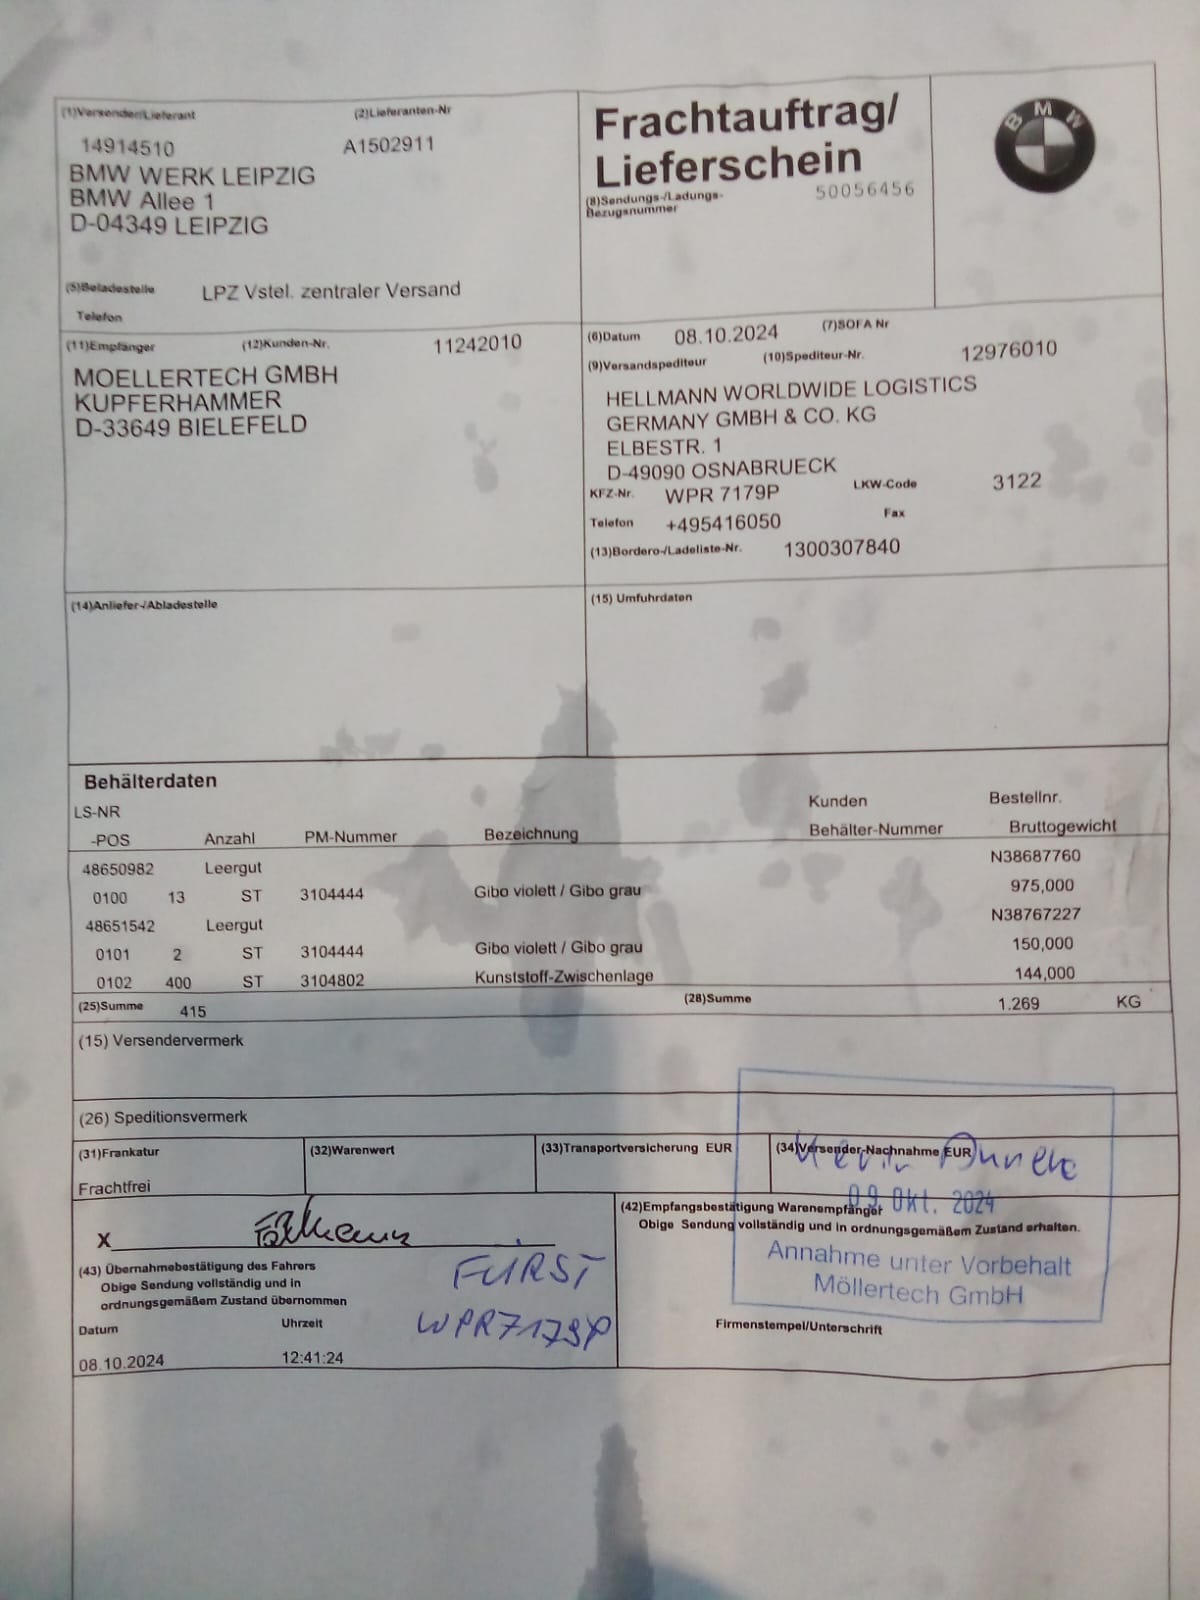 (1)Versender/Lieferant (2)Lieferanten-Nr
14914510 A1502911
BMW WERK LEIPZIG
BMW Allee 1
D-04349 LEIPZIG
(5)Beladestelle LPZ Vstel. zentraler Versand
Telefon
Frachtauftrag/
Lieferschein
(8)Sendungs-/Ladungs-
Bezugsnummer
50056456
BMW
(11)Empfänger (12)Kunden-Nr. 11242010
MOELLERTECH GMBH
KUPFERHAMMER
D-33649 BIELEFELD
(6)Datum 08.10.2024 (7)SOFA Nr
(9)Versandspediteur (10)Spediteur-Nr. 12976010
HELLMANN WORLDWIDE LOGISTICS
GERMANY GMBH & CO. KG
ELBESTR. 1
D-49090 OSNABRUECK
KFZ-Nr. WPR 7179P LKW-Code 3122
Telefon +495416050 Fax
(13)Bordero-/Ladeliste-Nr. 1300307840
(14)Anliefer-/Abladestelle
(15) Umfuhrdaten
Behälterdaten
LS-NR Kunden Bestellnr.
-POS Anzahl PM-Nummer Bezeichnung Behälter-Nummer Bruttogewicht
48650982 Leergut N38687760
0100 13 ST 3104444 Gibo violett / Gibo grau 975,000
48651542 Leergut N38767227
0101 2 ST 3104444 Gibo violett / Gibo grau 150,000
0102 400 ST 3104802 Kunststoff-Zwischenlage 144,000
(25)Summe 415 (28)Summe 1.269 KG
(15) Versendervermerk
(26) Speditionsvermerk
(31)Frankatur (32)Warenwert (33)Transportversicherung EUR (34)Versender-Nachnahme EUR
Frachtfrei
09. Okt. 2024
(42)Empfangsbestätigung Warenempfänger
Obige Sendung vollständig und in ordnungsgemäßem Zustand erhalten.
Annahme unter Vorbehalt
Möllertech GmbH
Firmenstempel/Unterschrift
X
(43) Übernahmebestätigung des Fahrers
Obige Sendung vollständig und in
ordnungsgemäßem Zustand übernommen
FÜRST
WPR7179P
Datum Uhrzeit
08.10.2024 12:41:24